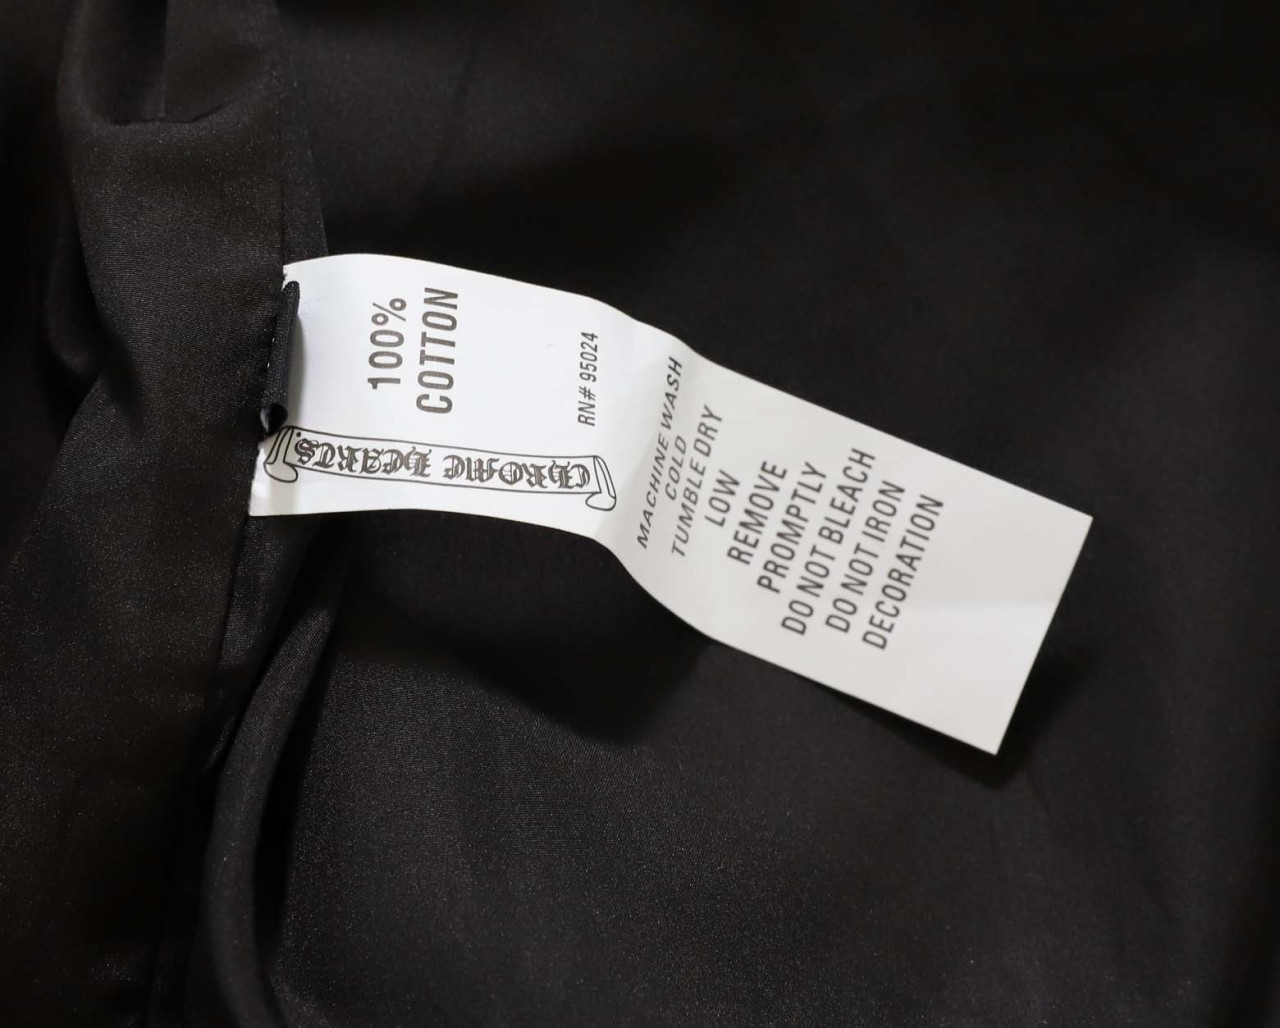 CHROME HEARTS.
100%
COTTON
RN# 95024
MACHINE WASH
COLD
TUMBLE DRY
LOW
REMOVE
PROMPTLY
DO NOT BLEACH
DO NOT IRON
DECORATION